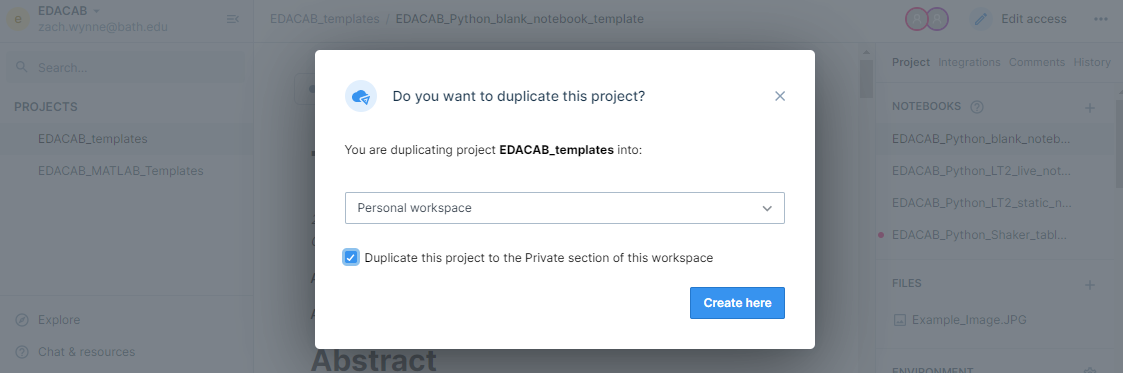 e
EDACAB
zach.wynne@bath.edu
Search...
PROJECTS
EDACAB_templates
EDACAB_MATLAB_Templates
Explore
Chat & resources
EDACAB_templates / EDACAB_Python_blank_notebook_template
Edit access
Do you want to duplicate this project?
You are duplicating project EDACAB_templates into:
Personal workspace
Duplicate this project to the Private section of this workspace
Create here
Abstract
Project Integrations Comments History
NOTEBOOKS
EDACAB_Python_blank_noteb...
EDACAB_Python_LT2_live_not...
EDACAB_Python_LT2_static_n...
EDACAB_Python_Shaker_tabl...
FILES
Example_Image.JPG
ENVIRONMENT